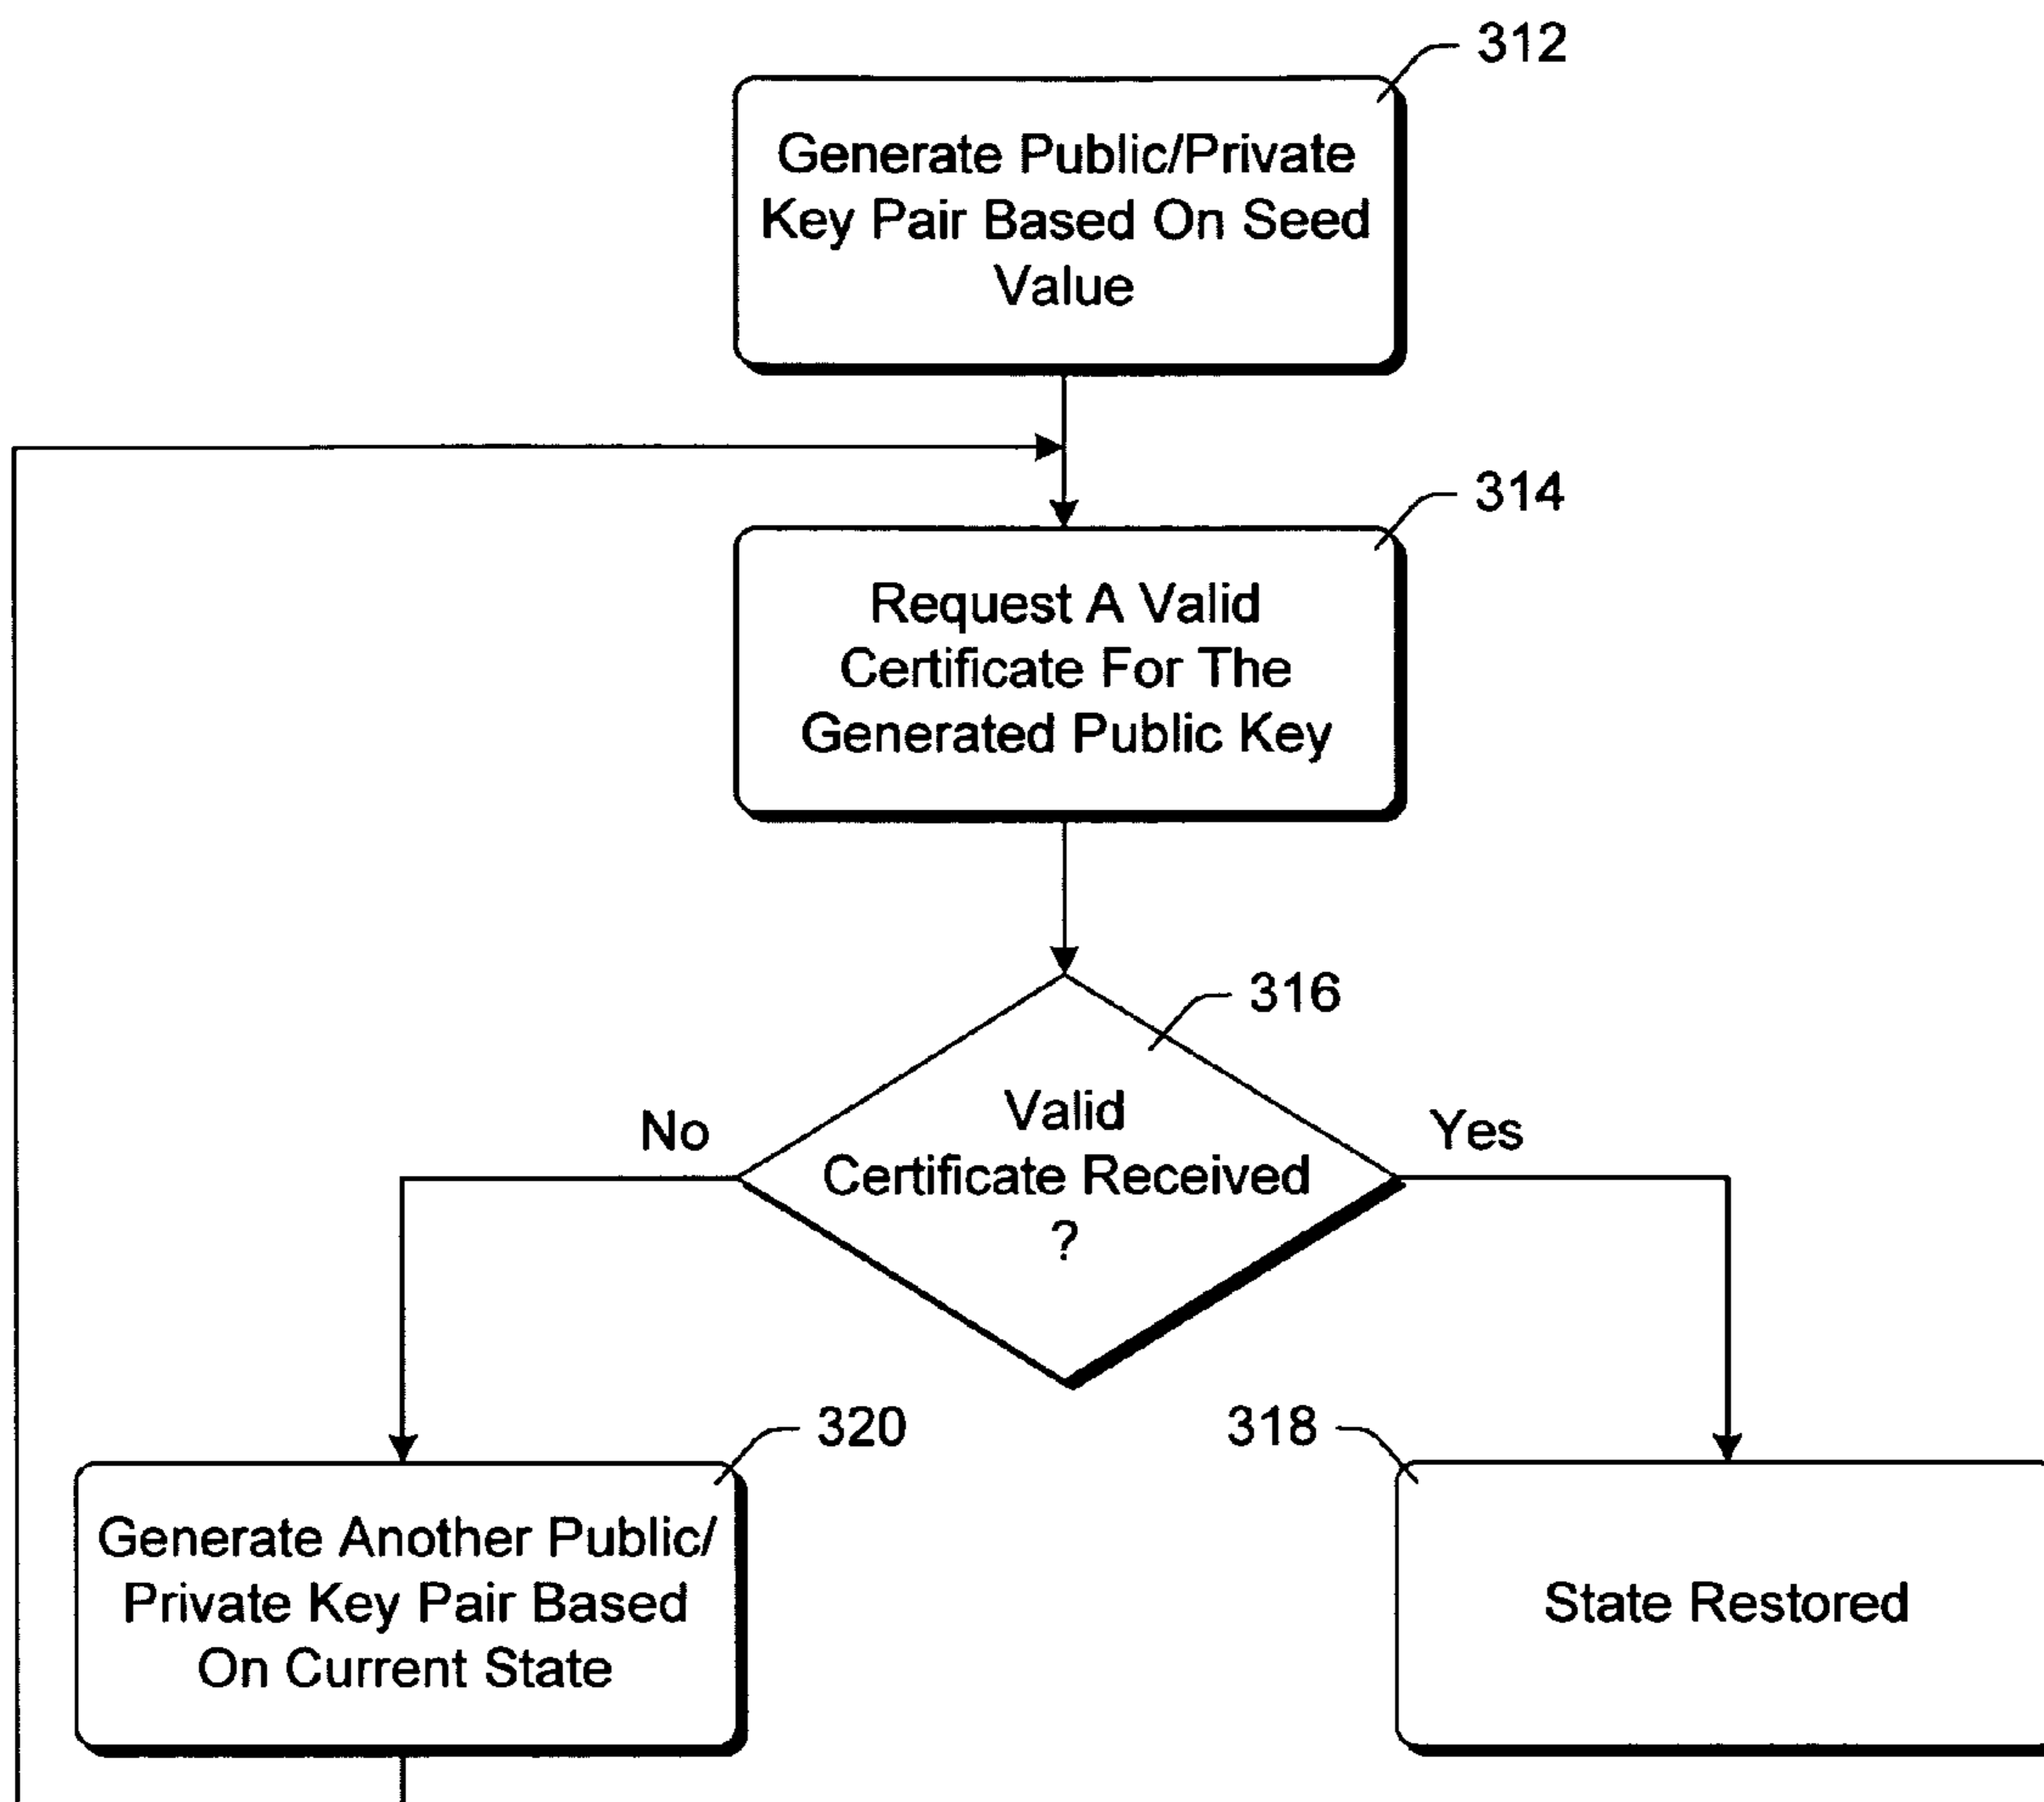 312
Generate Public/Private
Key Pair Based On Seed
Value
314
Request A Valid
Certificate For The
Generated Public Key
316
Valid
Certificate Received
?
No
Yes
320
Generate Another Public/
Private Key Pair Based
On Current State
318
State Restored